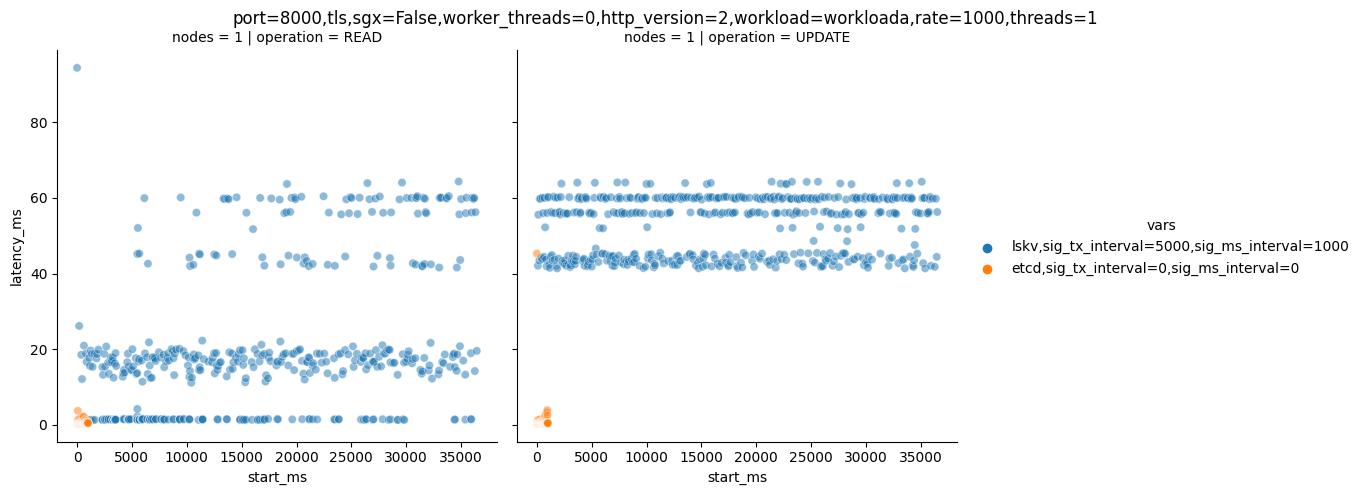 port=8000,tls,sgx=False,worker_threads=0,http_version=2,workload=workloada,rate=1000,threads=1
nodes = 1 | operation = READ
nodes = 1 | operation = UPDATE
latency_ms
80
60
40
20
0
0 5000 10000 15000 20000 25000 30000 35000
start_ms
0 5000 10000 15000 20000 25000 30000 35000
start_ms
vars
lskv,sig_tx_interval=5000,sig_ms_interval=1000
etcd,sig_tx_interval=0,sig_ms_interval=0